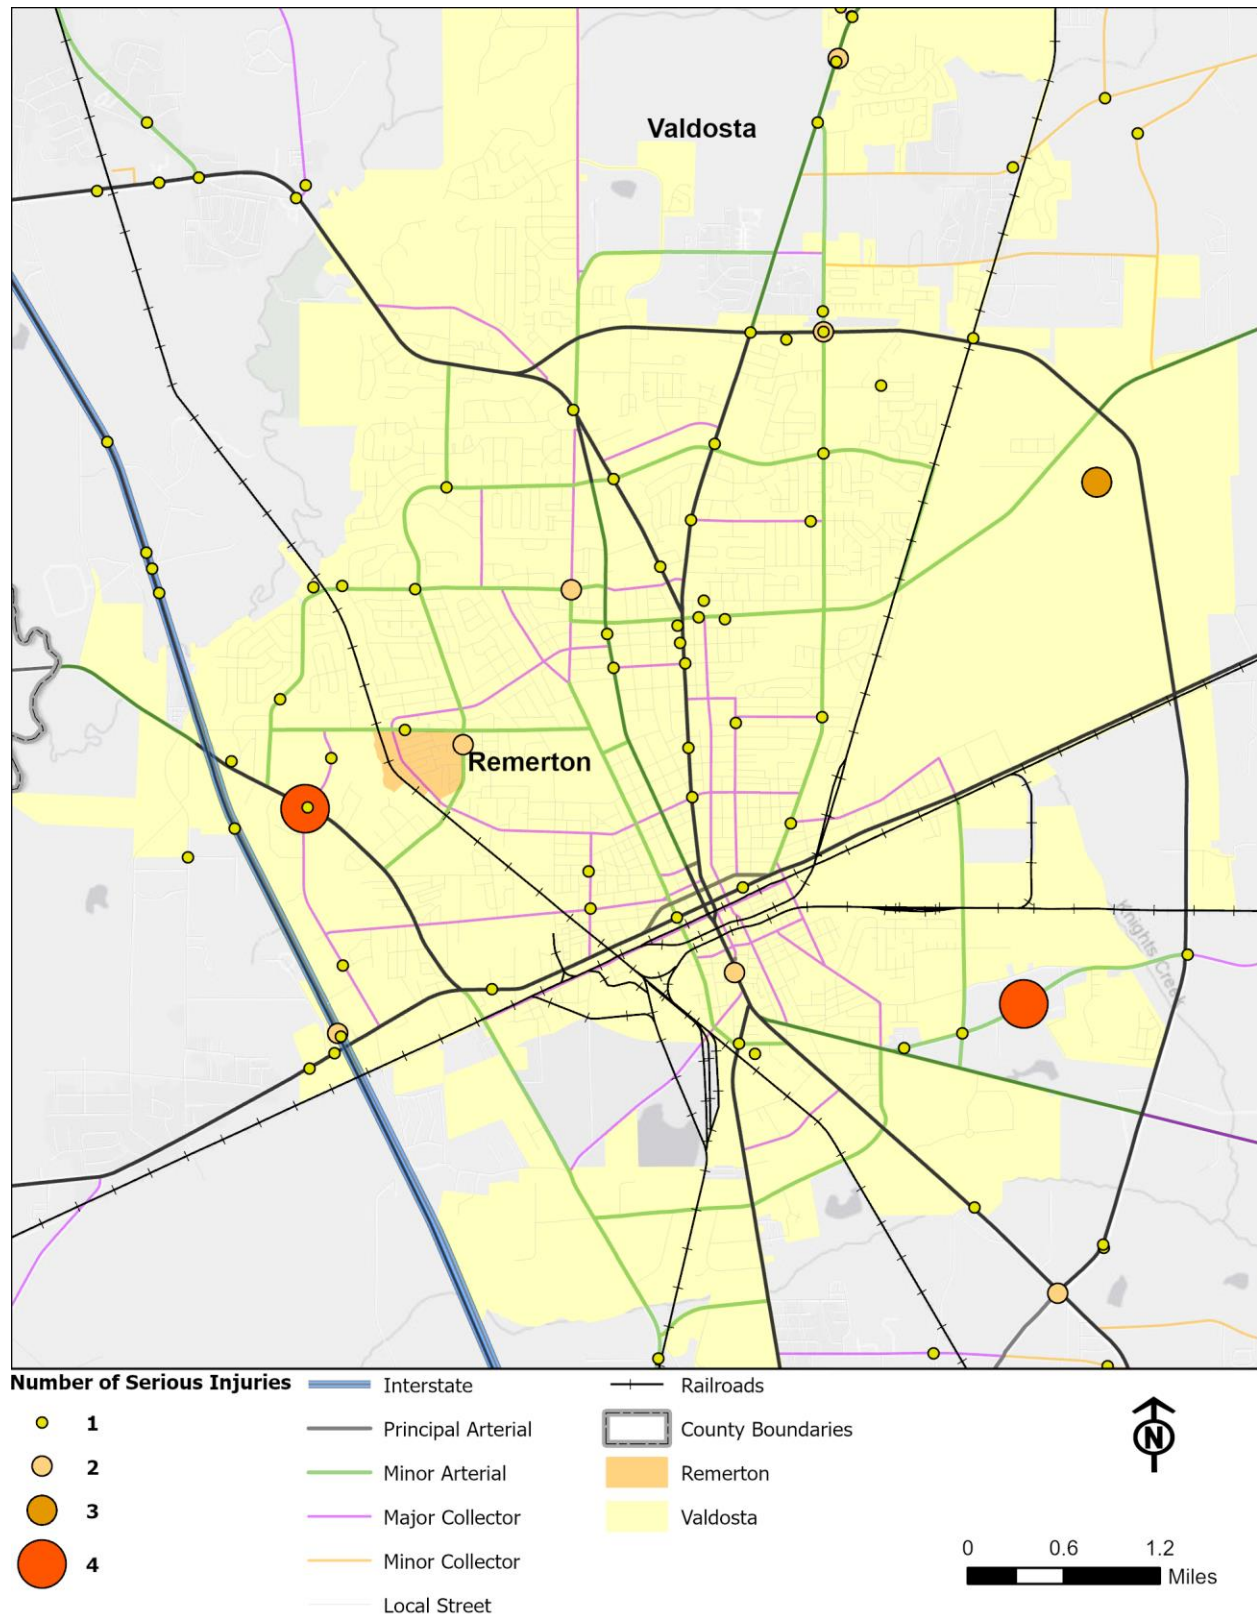 Valdosta
Remerton
Knights Creek
Number of Serious Injuries
1
2
3
4
Interstate
Principal Arterial
Minor Arterial
Major Collector
Minor Collector
Local Street
Railroads
County Boundaries
Remerton
Valdosta
N
0 0.6 1.2
Miles